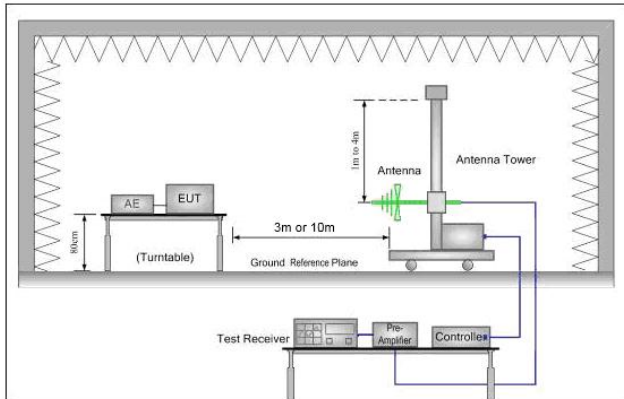 1m to 4m
Antenna
Antenna Tower
AE
EUT
80cm
3m or 10m
(Turntable)
Ground Reference Plane
Test Receiver
Pre-
Amplifier
Controlle